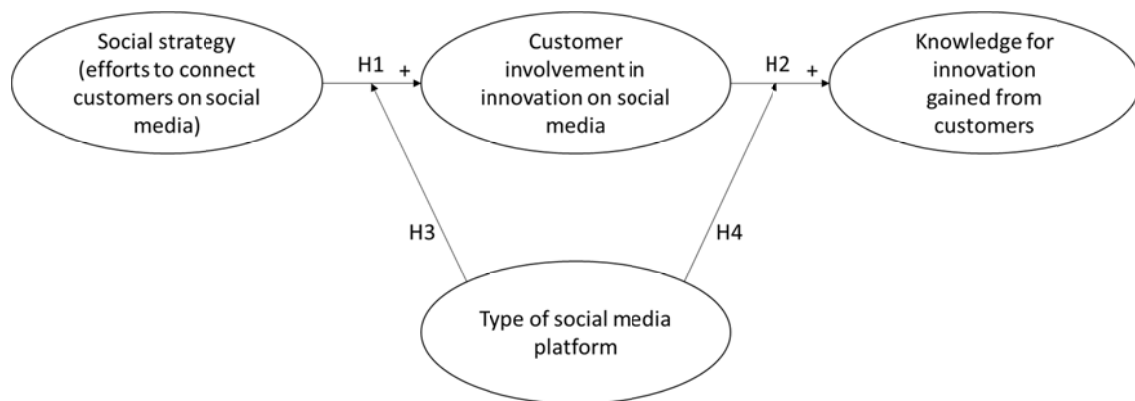 Social strategy
(efforts to connect
customers on social
media)
H1
+
Customer
involvement in
innovation on social
media
H2
+
Knowledge for
innovation
gained from
customers
H3
H4
Type of social media
platform